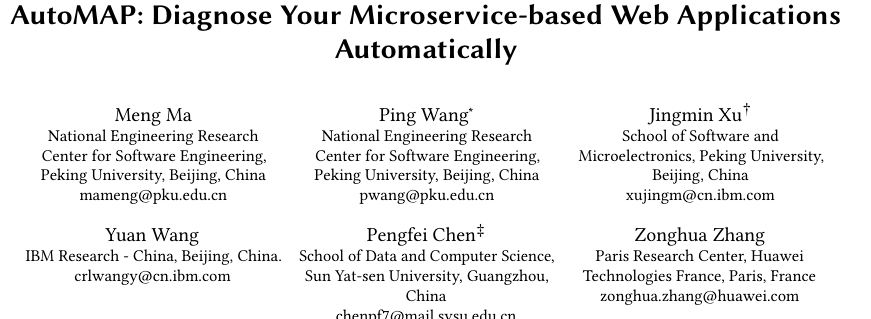 AutoMAP: Diagnose Your Microservice-based Web Applications
Automatically
Meng Ma
National Engineering Research
Center for Software Engineering,
Peking University, Beijing, China
mameng@pku.edu.cn
Ping Wang*
National Engineering Research
Center for Software Engineering,
Peking University, Beijing, China
pwang@pku.edu.cn
Jingmin Xu†
School of Software and
Microelectronics, Peking University,
Beijing, China
xujingm@cn.ibm.com
Yuan Wang
IBM Research - China, Beijing, China.
crlwangy@cn.ibm.com
Pengfei Chen‡
School of Data and Computer Science,
Sun Yat-sen University, Guangzhou,
China
chenpf7@mail.sysu.edu.cn
Zonghua Zhang
Paris Research Center, Huawei
Technologies France, Paris, France
zonghua.zhang@huawei.com